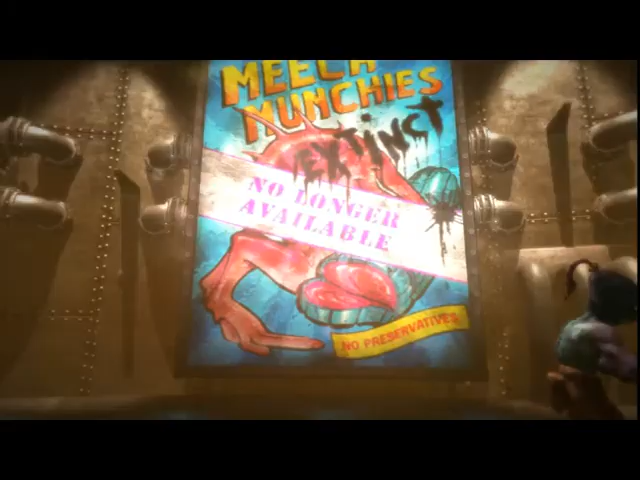 MEECH
MUNCHIES
EXTINCT
NO LONGER
AVAILABLE
NO PRESERVATIVES